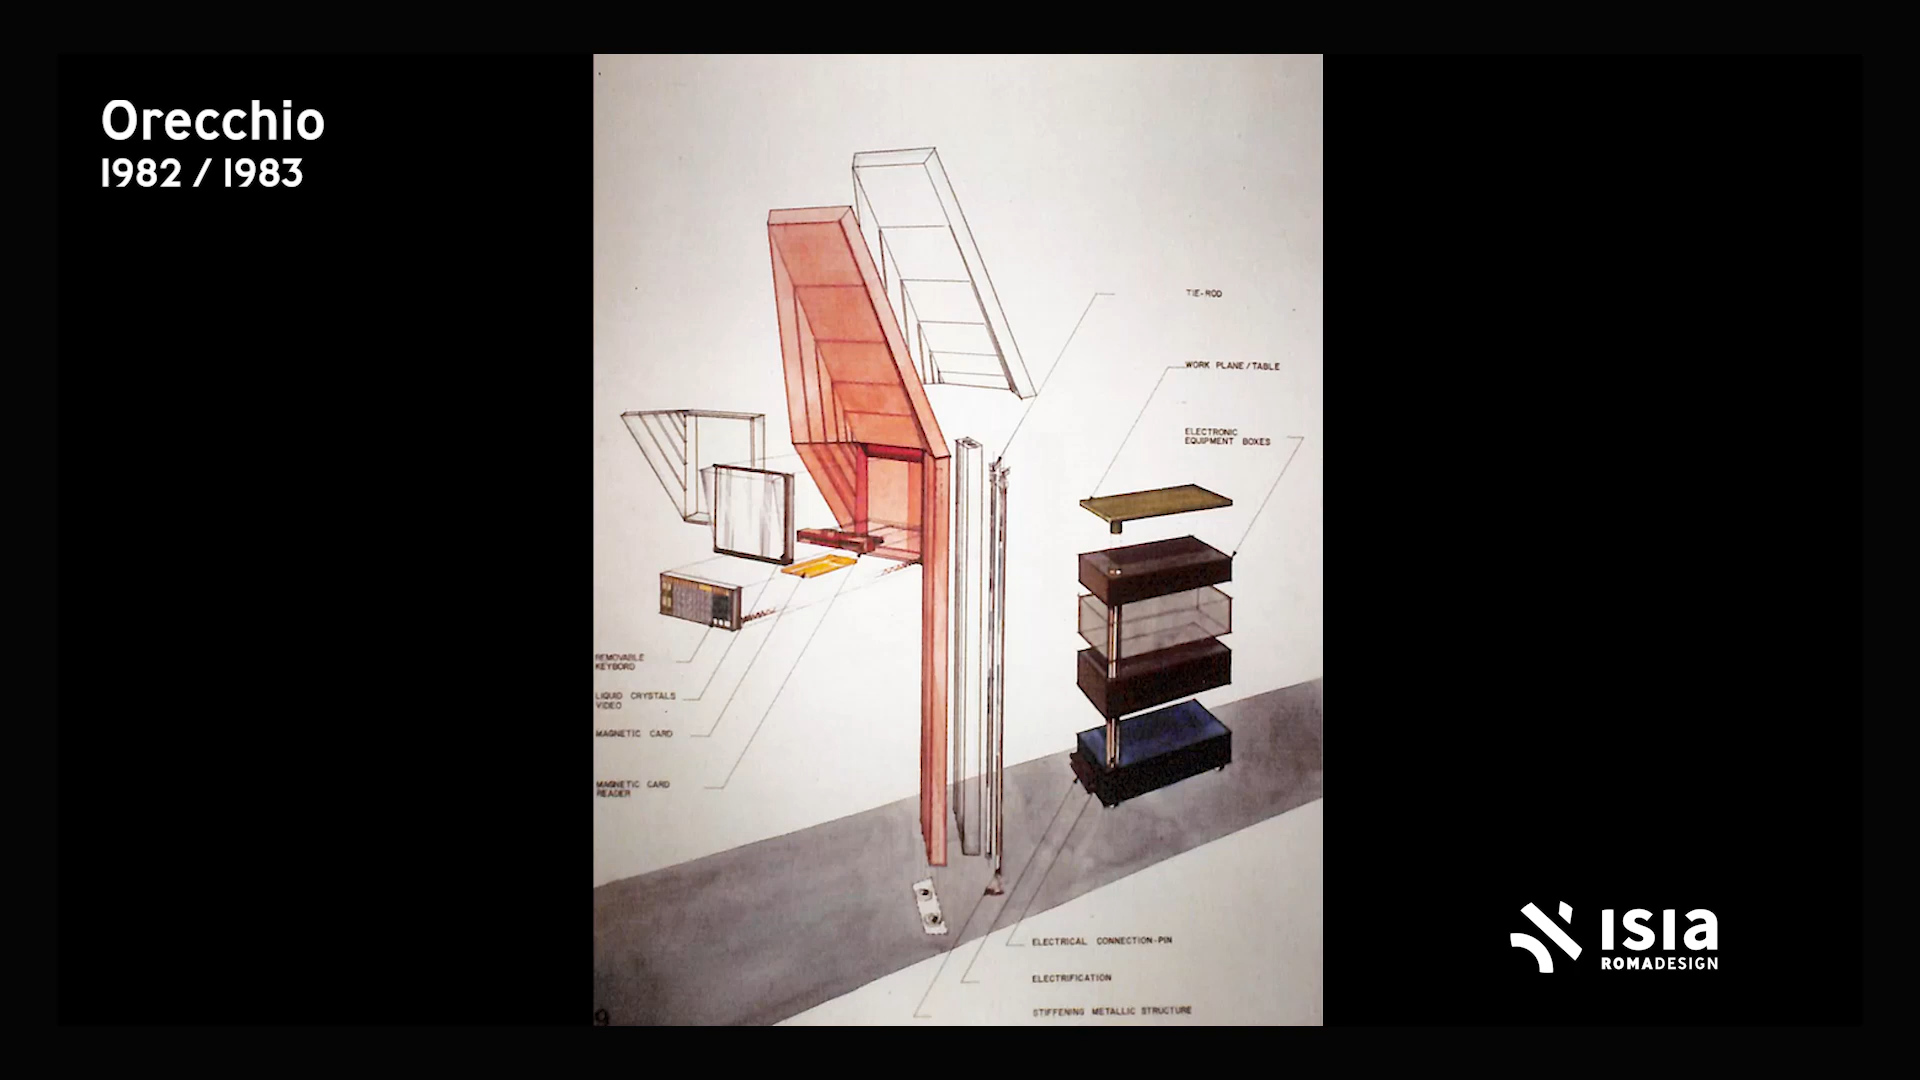 Orecchio
1982 / 1983
TIE-ROD
WORK PLANE/TABLE
ELECTRONIC
EQUIPMENT BOXES
REMOVABLE
KEYBORD
LIQUID CRYSTALS
VIDEO
MAGNETIC CARD
MAGNETIC CARD
READER
ELECTRICAL CONNECTION-PIN
ELECTRIFICATION
STIFFENING METALLIC STRUCTURE
9
ISIA
ROMADESIGN